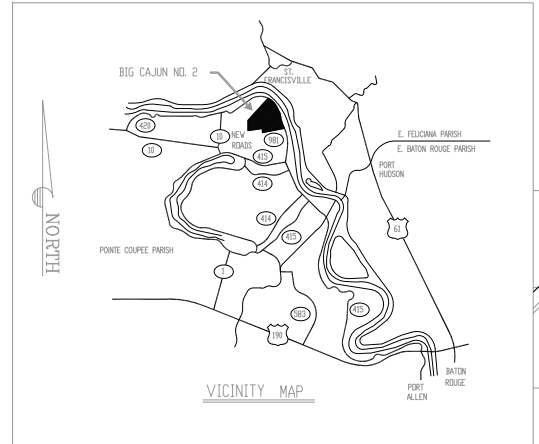 BIG CAJUN NO. 2
ST.
FRANCISVILLE
420
10
10
NEW
ROADS
981
415
E. FELICIANA PARISH
E. BATON ROUGE PARISH
PORT
HUDSON
414
414
61
415
NORTH
POINTE COUPEE PARISH
1
583
415
190
VICINITY MAP
PORT
ALLEN
BATON
ROUGE